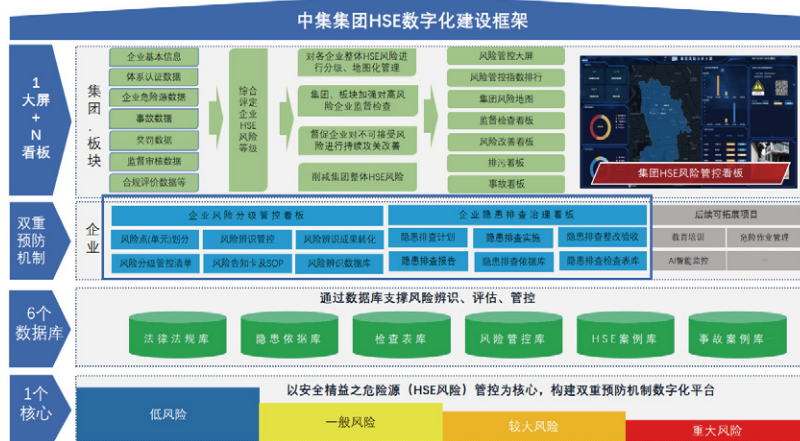 中集集团HSE数字化建设框架
1
大屏
+
N
看板
集团·板块
企业基本信息
体系认证数据
企业危险源数据
事故数据
奖罚数据
监督审核数据
合规评价数据等
综合
评定
企业
HSE
风险
等级
对各企业整体HSE风险进
行分级、地图化管理
集团、板块加强对高风
险企业监督检查
督促企业对不可接受风
险进行持续攻关改善
削减集团整体HSE风险
风险管控大屏
风险管控指数排行
集团风险地图
监督检查看板
风险改善看板
排污看板
事故看板
集团HSE风险管控看板
双重
预防
机制
企业
企业风险分级管控看板
风险点(单元)划分
风险辨识管控
风险辨识成果转化
风险分级管控清单
风险告知卡及SOP
风险辨识数据库
企业隐患排查治理看板
隐患排查计划
隐患排查实施
隐患排查整改验收
隐患排查报告
隐患排查依据库
隐患排查检查表库
后续可拓展项目
教育培训
危险作业管理
AI智能监控
...
6个
数据库
通过数据库支撑风险辨识、评估、管控
法律法规库
隐患依据库
检查表库
风险管控库
HSE案例库
事故案例库...
1个
核心
以安全精益之危险源（HSE风险）管控为核心，构建双重预防机制数字化平台
低风险
一般风险
较大风险
重大风险